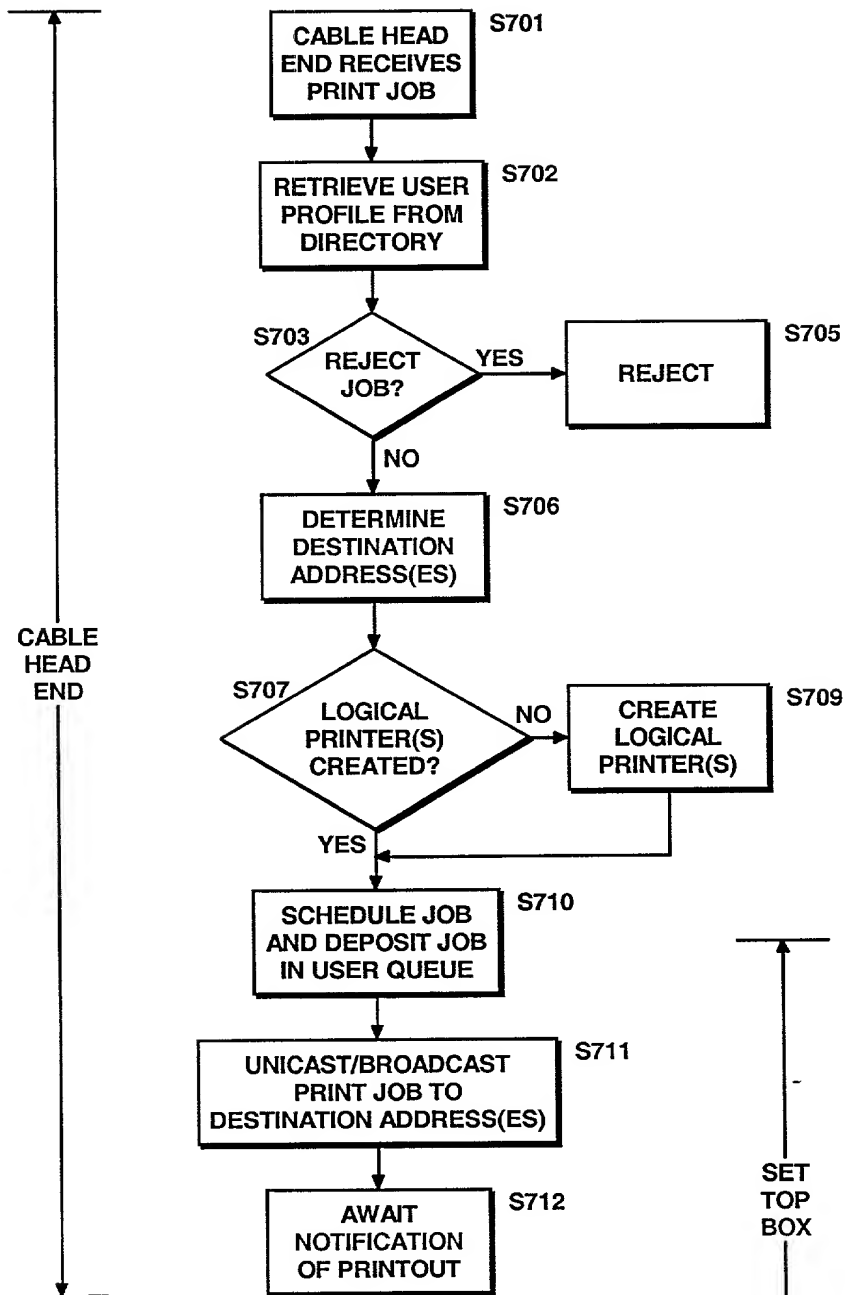 CABLE HEAD
END RECEIVES
PRINT JOB
S701
RETRIEVE USER
PROFILE FROM
DIRECTORY
S702
S703
REJECT
JOB?
YES
REJECT
S705
NO
DETERMINE
DESTINATION
ADDRESS(ES)
S706
CABLE
HEAD
END
S707
LOGICAL
PRINTER(S)
CREATED?
NO
CREATE
LOGICAL
PRINTER(S)
S709
YES
SCHEDULE JOB
AND DEPOSIT JOB
IN USER QUEUE
S710
UNICAST/BROADCAST
PRINT JOB TO
DESTINATION ADDRESS(ES)
S711
AWAIT
NOTIFICATION
OF PRINTOUT
S712
SET
TOP
BOX